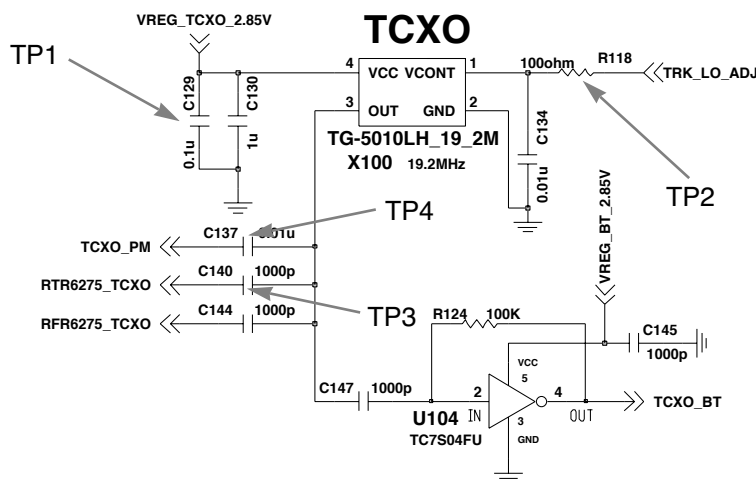 VREG_TCXO_2.85V
TCXO
TP1
C129
C130
0.1u
1u
4
VCC
VCONT
1
3
OUT
GND
2
TG-5010LH_19_2M
X100 19.2MHz
100ohm
R118
TRK_LO_ADJ
C134
0.01u
TP2
VREG_BT_2.85V
TP4
TCXO_PM
C137
0.01u
RTR6275_TCXO
C140
1000p
RFR6275_TCXO
C144
1000p
TP3
R124
100K
C145
1000p
C147
1000p
VCC
5
2
IN
4
OUT
TCXO_BT
U104
3
TC7S04FU
GND